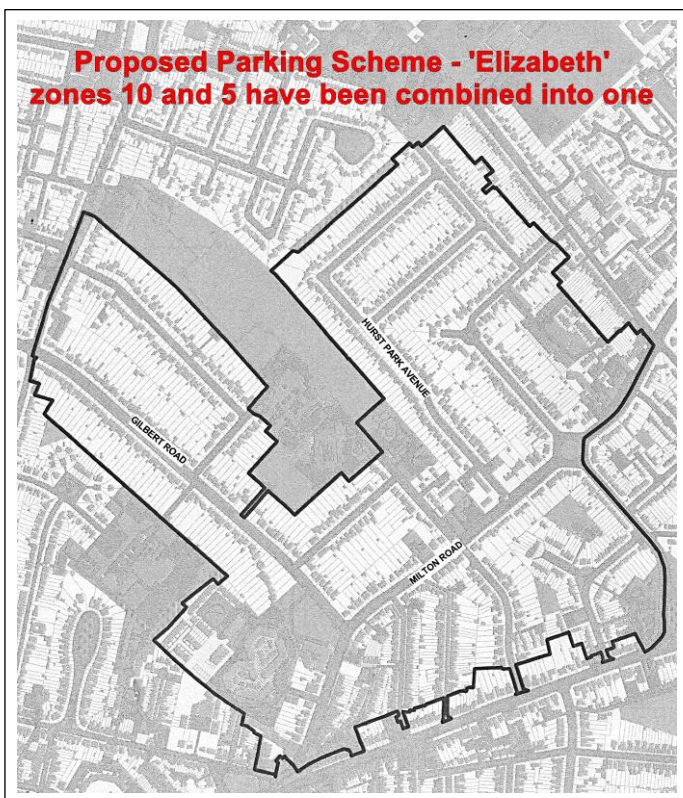 Proposed Parking Scheme - 'Elizabeth'
zones 10 and 5 have been combined into one
HURST PARK AVENUE
GILBERT ROAD
MILTON ROAD